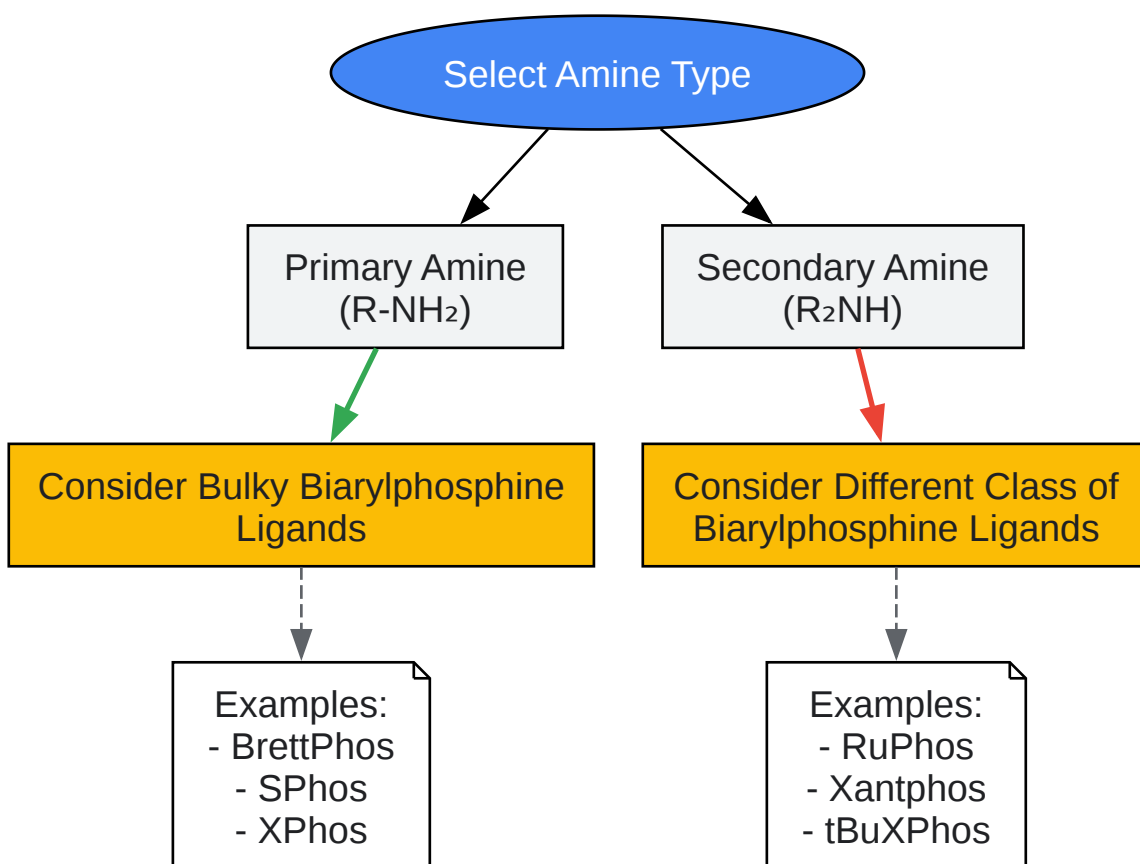 Select Amine Type
Primary Amine
(R-NH₂)
Secondary Amine
(R₂NH)
Consider Bulky Biarylphosphine
Ligands
Consider Different Class of
Biarylphosphine Ligands
Examples:
- BrettPhos
- SPhos
- XPhos
Examples:
- RuPhos
- Xantphos
- tBuXPhos